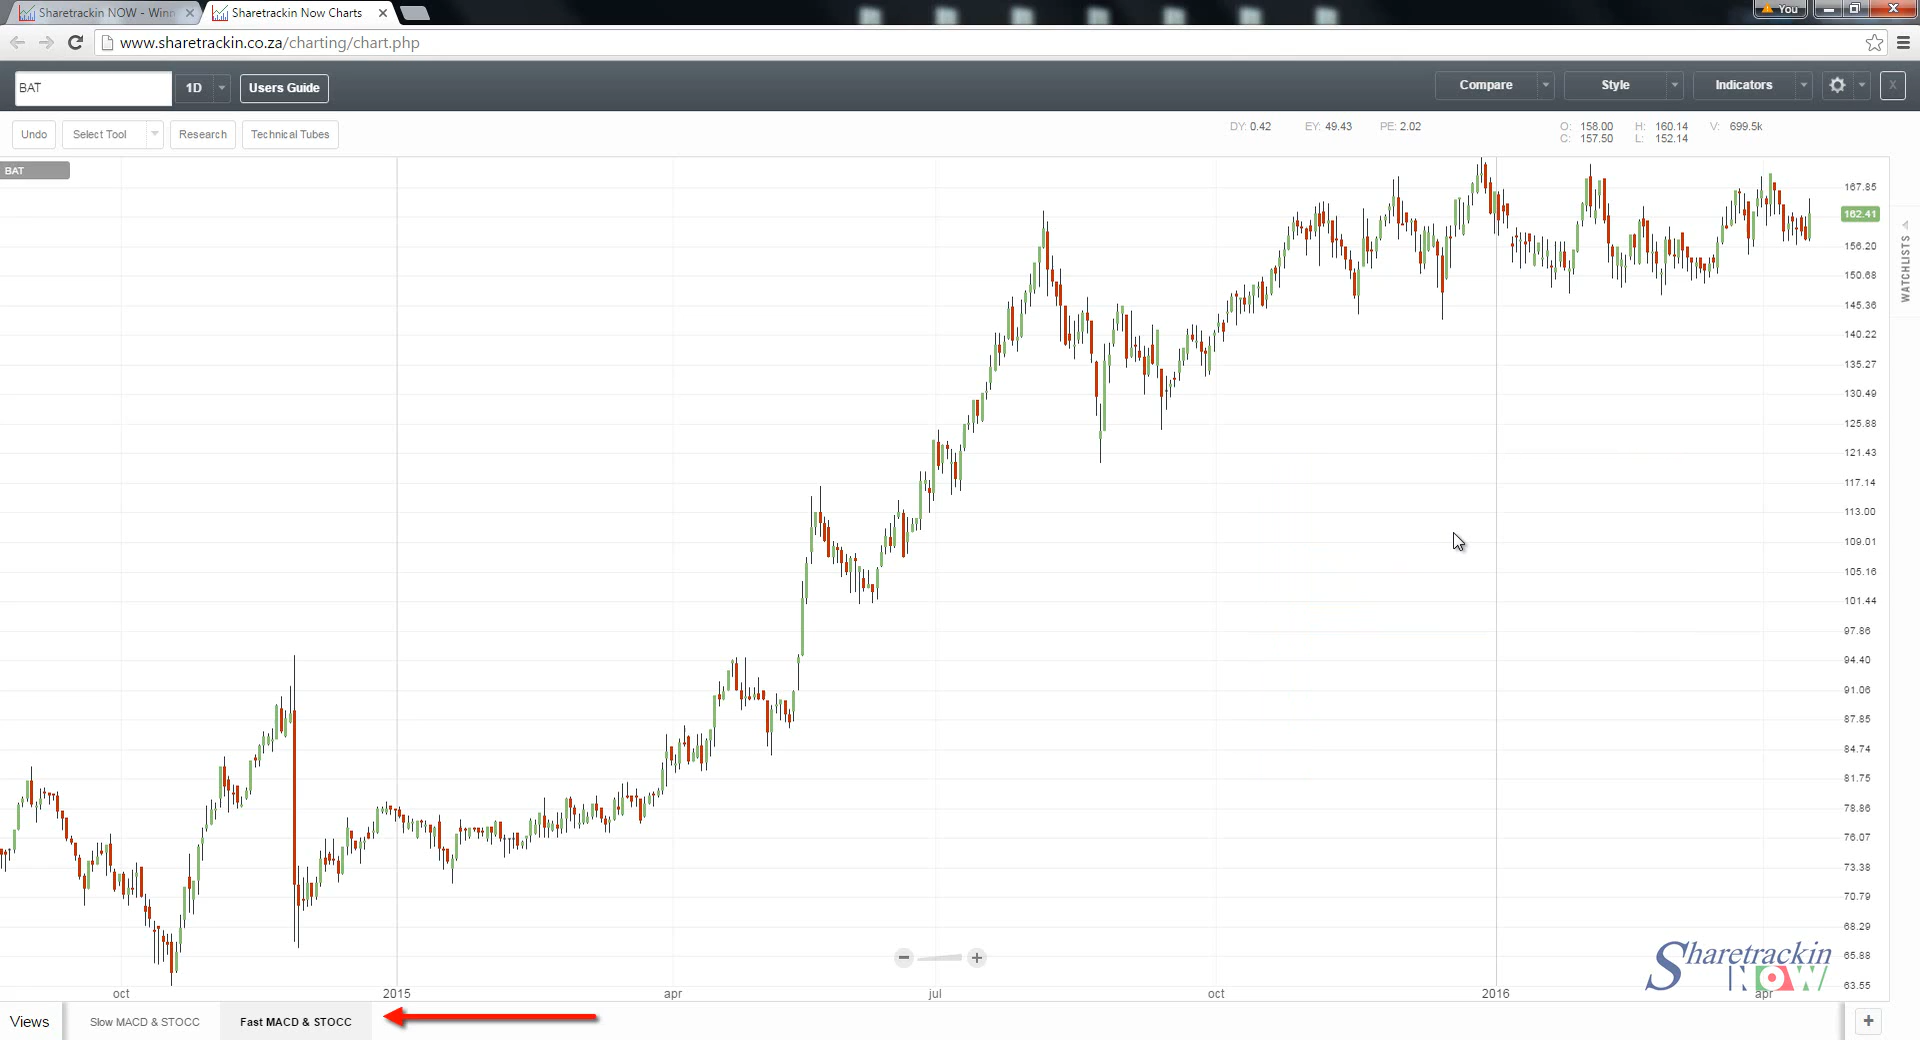 Sharetrackin NOW - Winn
Sharetrackin Now Charts
You
www.sharetrackin.co.za/charting/chart.php
BAT
1D
Users Guide
Compare
Style
Indicators
X
Undo
Select Tool
Research
Technical Tubes
DY: 0.42 EY: 49.43 PE: 2.02
O: 158.00 H: 160.14 V: 699.5k
C: 157.50 L: 152.14
BAT
167.85
162.41
156.20
150.68
145.36
140.22
135.27
130.49
125.88
121.43
117.14
113.00
109.01
105.16
101.44
97.86
94.40
91.06
87.85
84.74
81.75
78.86
76.07
73.38
70.79
68.29
65.88
63.55
WATCHLISTS
Sharetrackin
NOW
oct 2015 apr jul oct 2016 apr
Views
Slow MACD & STOCC
Fast MACD & STOCC